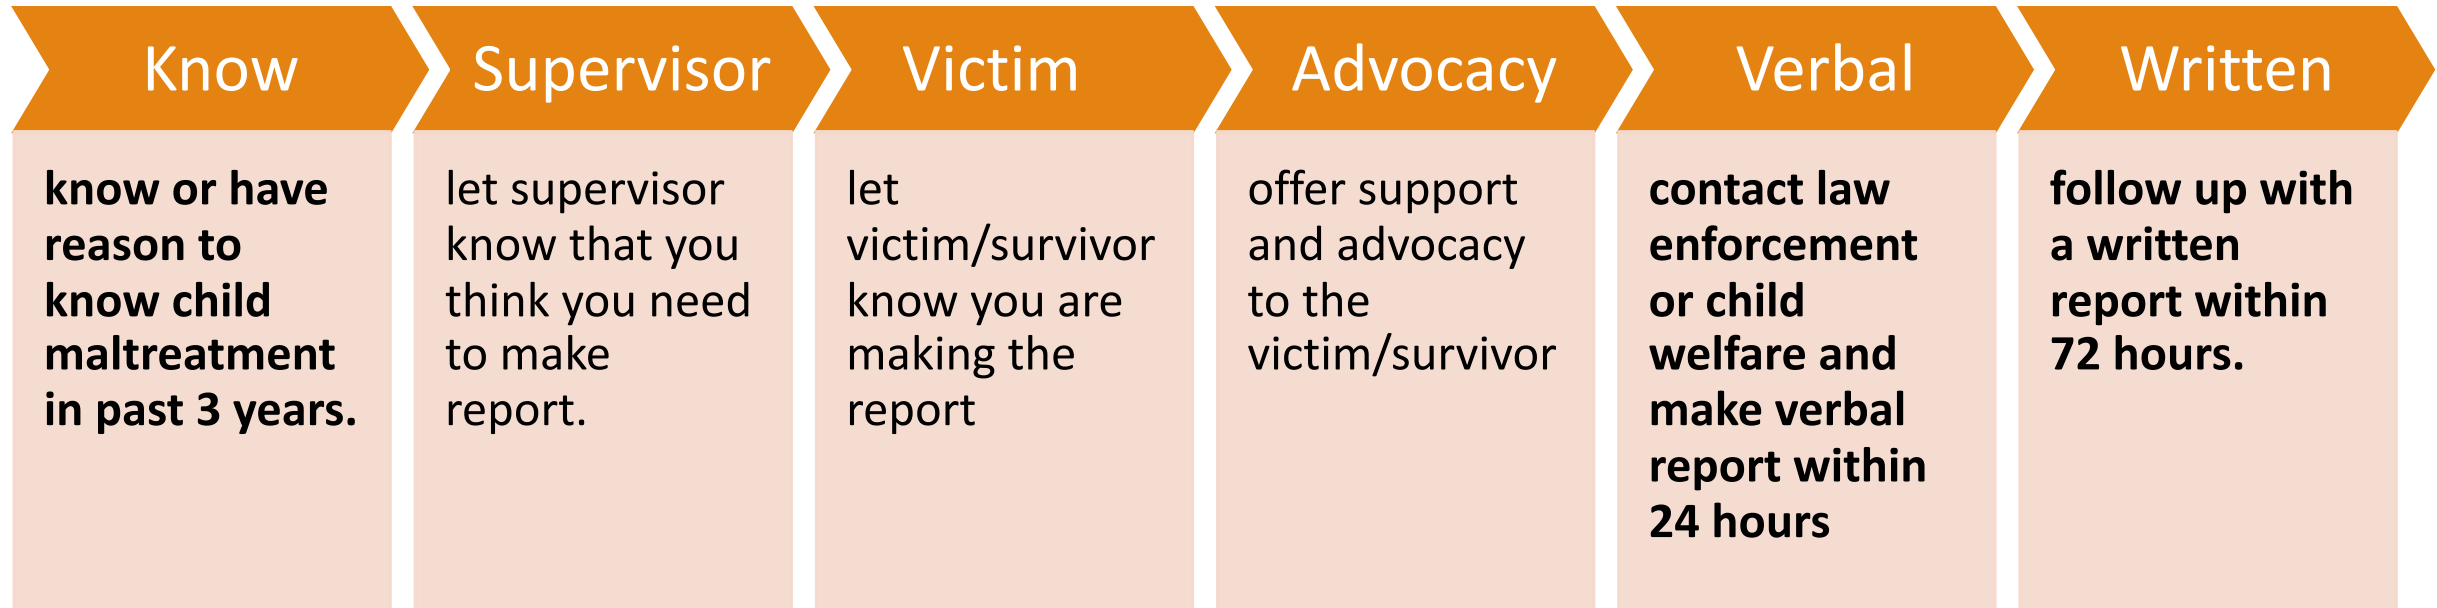 Know
know or have
reason to
know child
maltreatment
in past 3 years.
Supervisor
let supervisor
know that you
think you need
to make
report.
Victim
let
victim/survivor
know you are
making the
report
Advocacy
offer support
and advocacy
to the
victim/survivor
Verbal
contact law
enforcement
or child
welfare and
make verbal
report within
24 hours
Written
follow up with
a written
report within
72 hours.